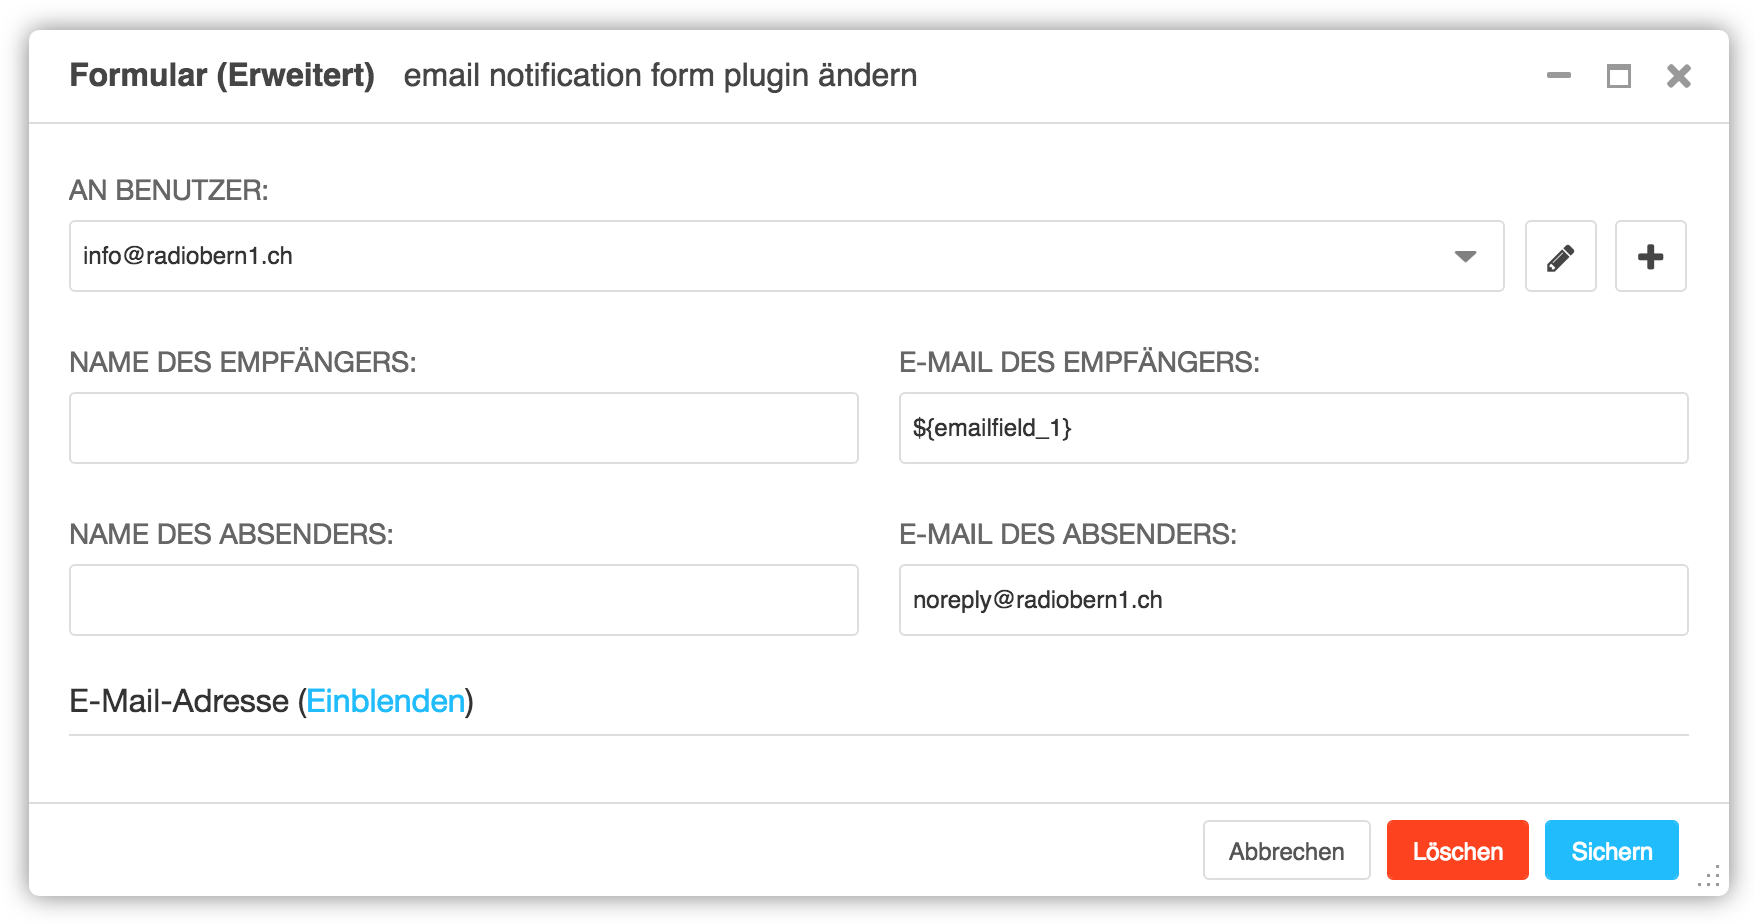 Formular (Erweitert) email notification form plugin ändern
AN BENUTZER:
info@radiobern1.ch
NAME DES EMPFÄNGERS: E-MAIL DES EMPFÄNGERS:
${emailfield_1}
NAME DES ABSENDERS: E-MAIL DES ABSENDERS:
noreply@radiobern1.ch
E-Mail-Adresse (Einblenden)
Abbrechen Löschen Sichern